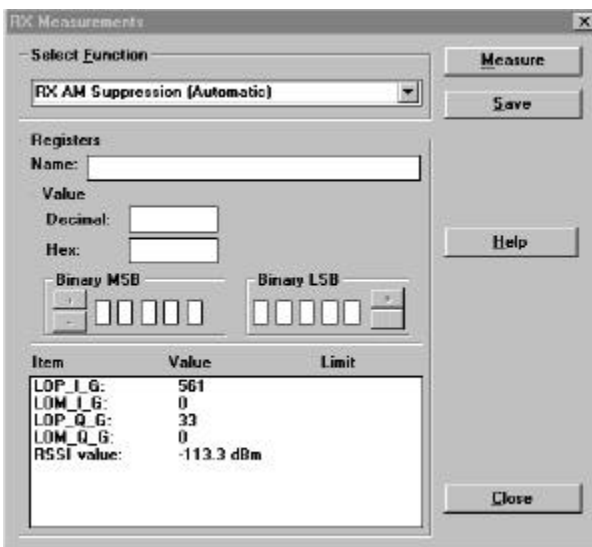 RX Measurements
Select Function
RX AM Suppression (Automatic)
Measure
Save
Registers
Name:
Value
Decimal:
Hex:
Help
Binary MSB
Binary LSB
+
-
+
Item Value Limit
LOP_I_G: 561
LOM_I_G: 0
LOP_Q_G: 33
LOM_Q_G: 0
RSSI value: -113.3 dBm
Close